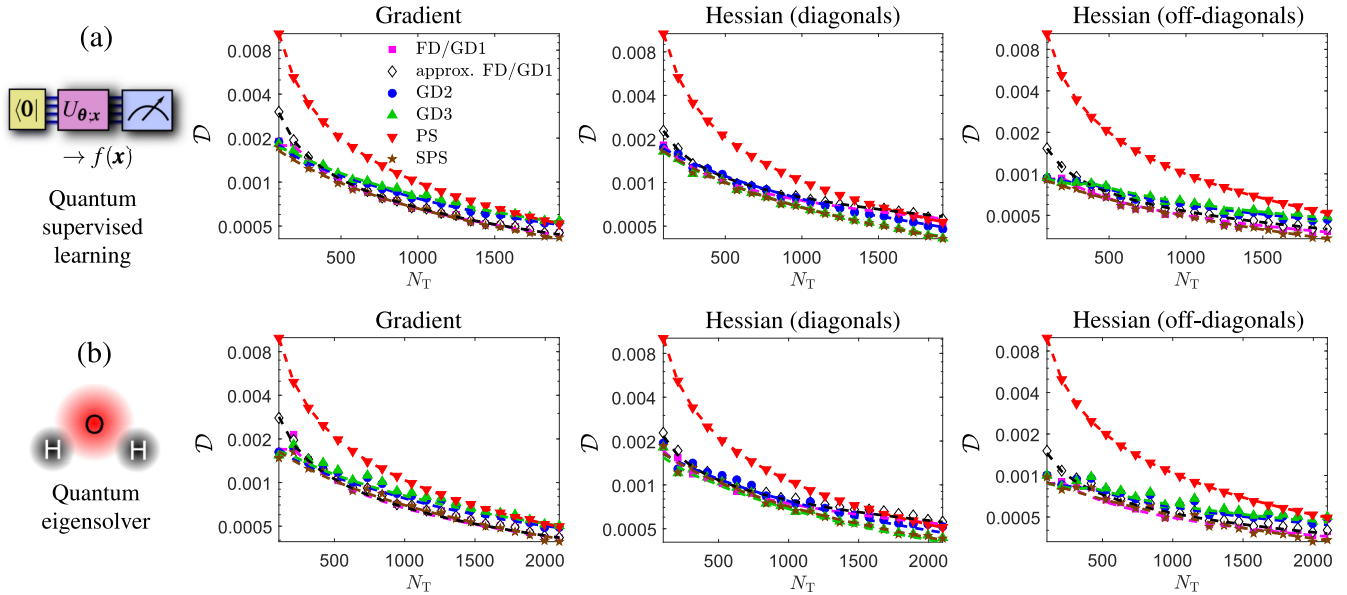 (a)
⟨0| U_θ;x
→ f(x)
Quantum
supervised
learning
Gradient
FD/GD1
approx. FD/GD1
GD2
GD3
PS
SPS
𝒟
0.008
0.004
0.002
0.001
0.0005
500 1000 1500
N_T
Hessian (diagonals)
𝒟
0.008
0.004
0.002
0.001
0.0005
500 1000 1500
N_T
Hessian (off-diagonals)
𝒟
0.008
0.004
0.002
0.001
0.0005
500 1000 1500
N_T
(b)
O
H H
Quantum
eigensolver
Gradient
𝒟
0.008
0.004
0.002
0.001
0.0005
500 1000 1500 2000
N_T
Hessian (diagonals)
𝒟
0.008
0.004
0.002
0.001
0.0005
500 1000 1500 2000
N_T
Hessian (off-diagonals)
𝒟
0.008
0.004
0.002
0.001
0.0005
500 1000 1500 2000
N_T